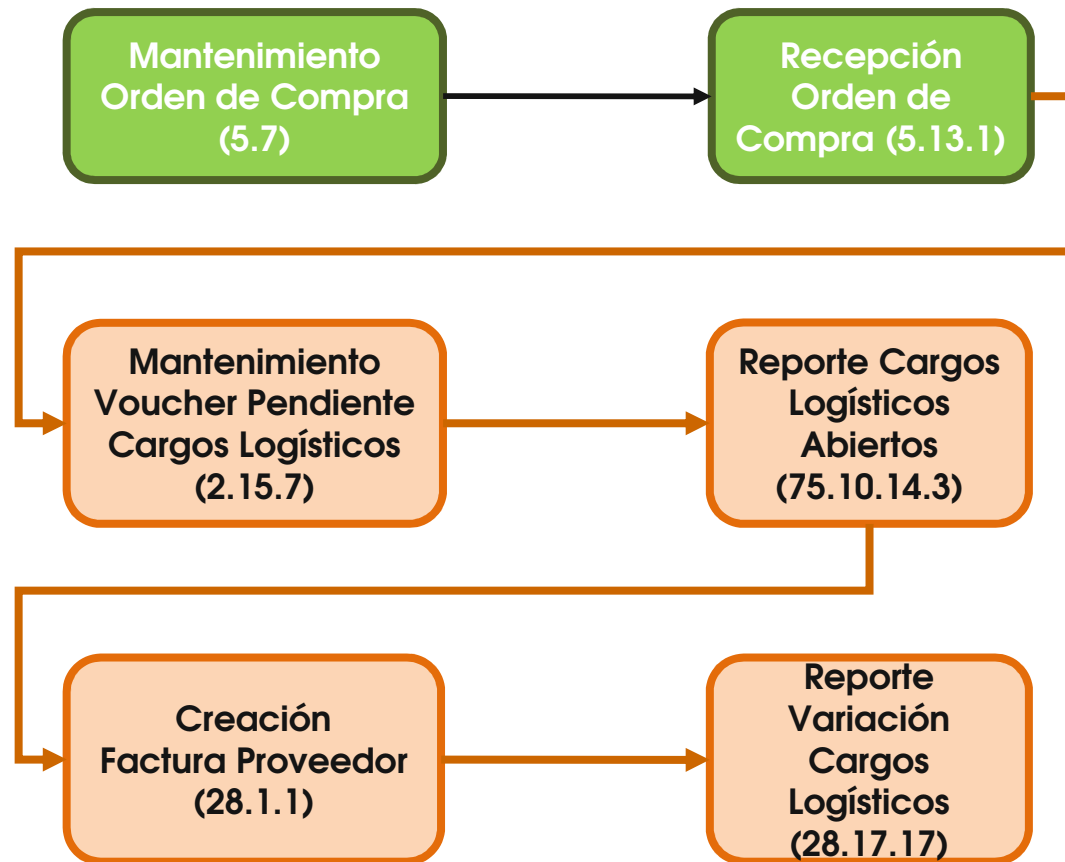 Mantenimiento
Orden de Compra
(5.7)
Recepción
Orden de
Compra (5.13.1)
Mantenimiento
Voucher Pendiente
Cargos Logísticos
(2.15.7)
Reporte Cargos
Logísticos
Abiertos
(75.10.14.3)
Creación
Factura Proveedor
(28.1.1)
Reporte
Variación
Cargos
Logísticos
(28.17.17)